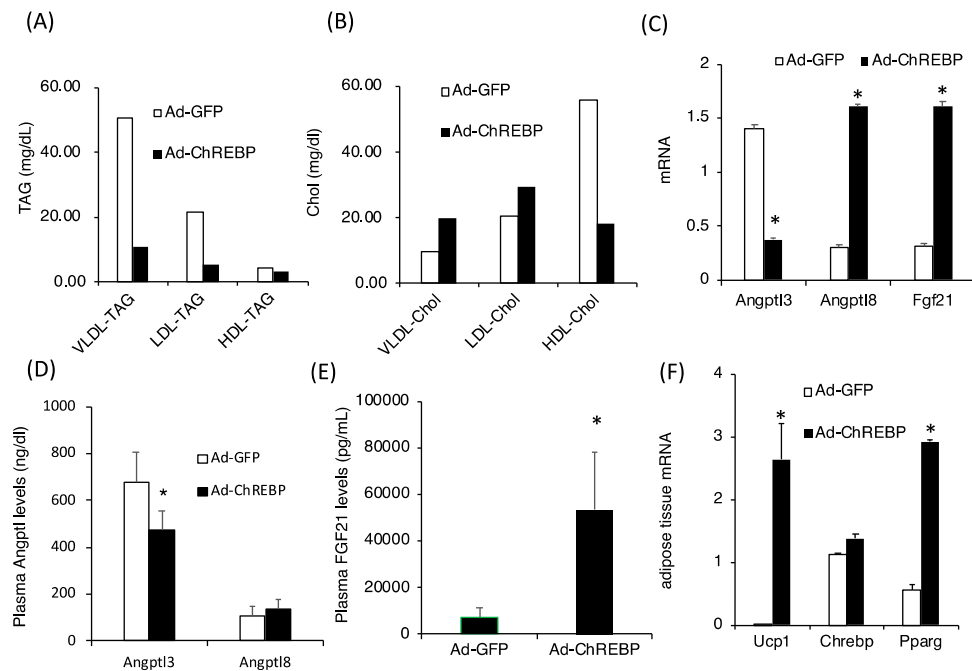 (A)
TAG (mg/dL)
60.00
40.00
20.00
0.00
Ad-GFP
Ad-ChREBP
VLDL-TAG
LDL-TAG
HDL-TAG
(B)
Chol (mg/dl)
60.00
40.00
20.00
0.00
Ad-GFP
Ad-ChREBP
VLDL-Chol
LDL-Chol
HDL-Chol
(C)
Ad-GFP
Ad-ChREBP
mRNA
2
1.5
1
0.5
0
*
*
*
Angptl3
Angptl8
Fgf21
(D)
Plasma Angptl levels (ng/dl)
1000
800
600
400
200
0
Ad-GFP
Ad-ChREBP
*
Angptl3
Angptl8
(E)
Plasma FGF21 levels (pg/mL)
100000
80000
60000
40000
20000
0
*
Ad-GFP
Ad-ChREBP
(F)
adipose tissue mRNA
4
3
2
1
0
Ad-GFP
Ad-ChREBP
*
*
Ucp1
Chrebp
Pparg